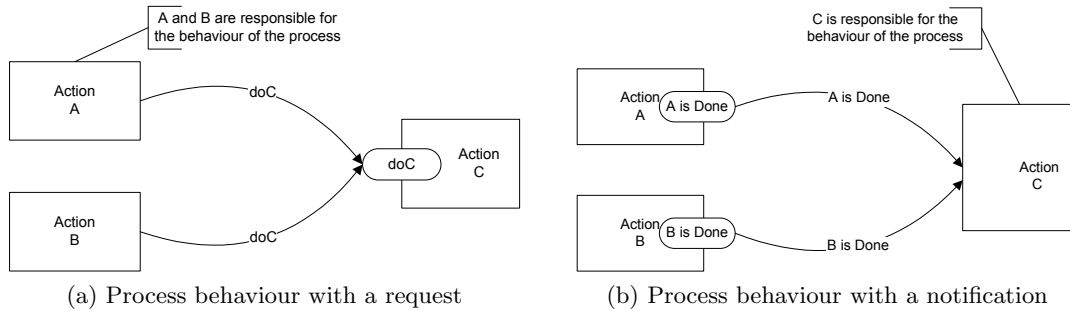 A and B are responsible for
the behaviour of the process
Action
A
doC
doC
Action
C
Action
B
doC
(a) Process behaviour with a request
C is responsible for the
behaviour of the process
Action
A
A is Done
A is Done
Action
C
Action
B
B is Done
B is Done
(b) Process behaviour with a notification